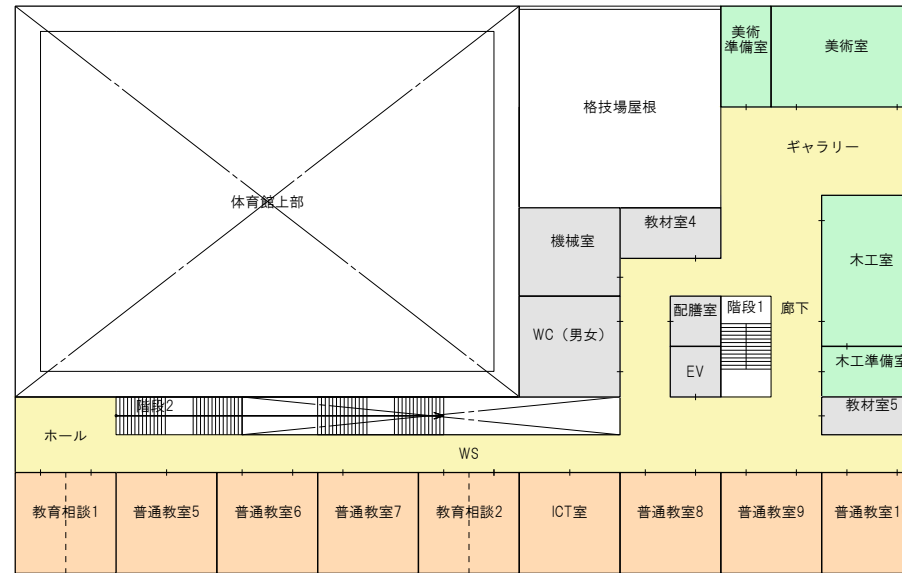 美術
準備室
美術室
格技場屋根
ギャラリー
体育館上部
教材室4
機械室
木工室
配膳室
階段1
廊下
WC（男女）
EV
木工準備室
教材室5
階段2
ホール
WS
教育相談1
普通教室5
普通教室6
普通教室7
教育相談2
ICT室
普通教室8
普通教室9
普通教室1